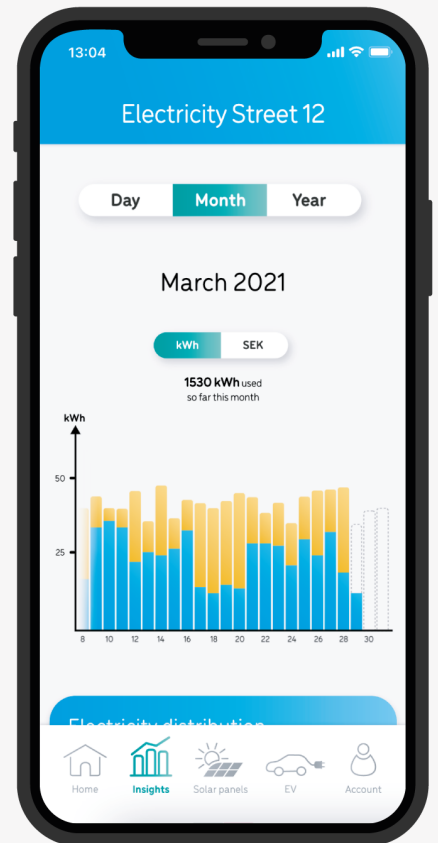 13:04
Electricity Street 12
Day Month Year
March 2021
kWh SEK
1530 kWh used
so far this month
kWh
50
25
8 10 12 14 16 18 20 22 24 26 28 30
Electricity distribution
Home Insights Solar panels EV Account